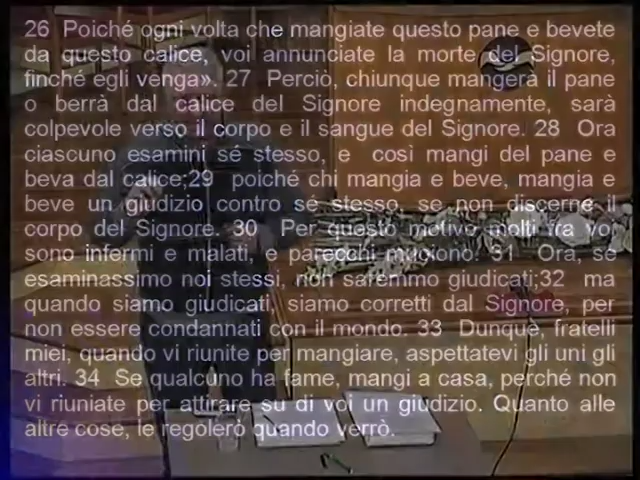 26 Poiché ogni volta che mangiate questo pane e bevete
da questo calice, voi annunciate la morte del Signore,
finché egli venga». 27 Perciò, chiunque mangerà il pane
o berrà dal calice del Signore indegnamente, sarà
colpevole verso il corpo e il sangue del Signore. 28 Ora
ciascuno esamini sé stesso, e così mangi del pane e
beva dal calice;29 poiché chi mangia e beve, mangia e
beve un giudizio contro sé stesso, se non discerne il
corpo del Signore. 30 Per questo motivo molti fra voi
sono infermi e malati, e parecchi muoiono. 31 Ora, se
esaminassimo noi stessi, non saremmo giudicati;32 ma
quando siamo giudicati, siamo corretti dal Signore, per
non essere condannati con il mondo. 33 Dunque, fratelli
miei, quando vi riunite per mangiare, aspettatevi gli uni gli
altri. 34 Se qualcuno ha fame, mangi a casa, perché non
vi riuniate per attirare su di voi un giudizio. Quanto alle
altre cose, le regolerò quando verrò.